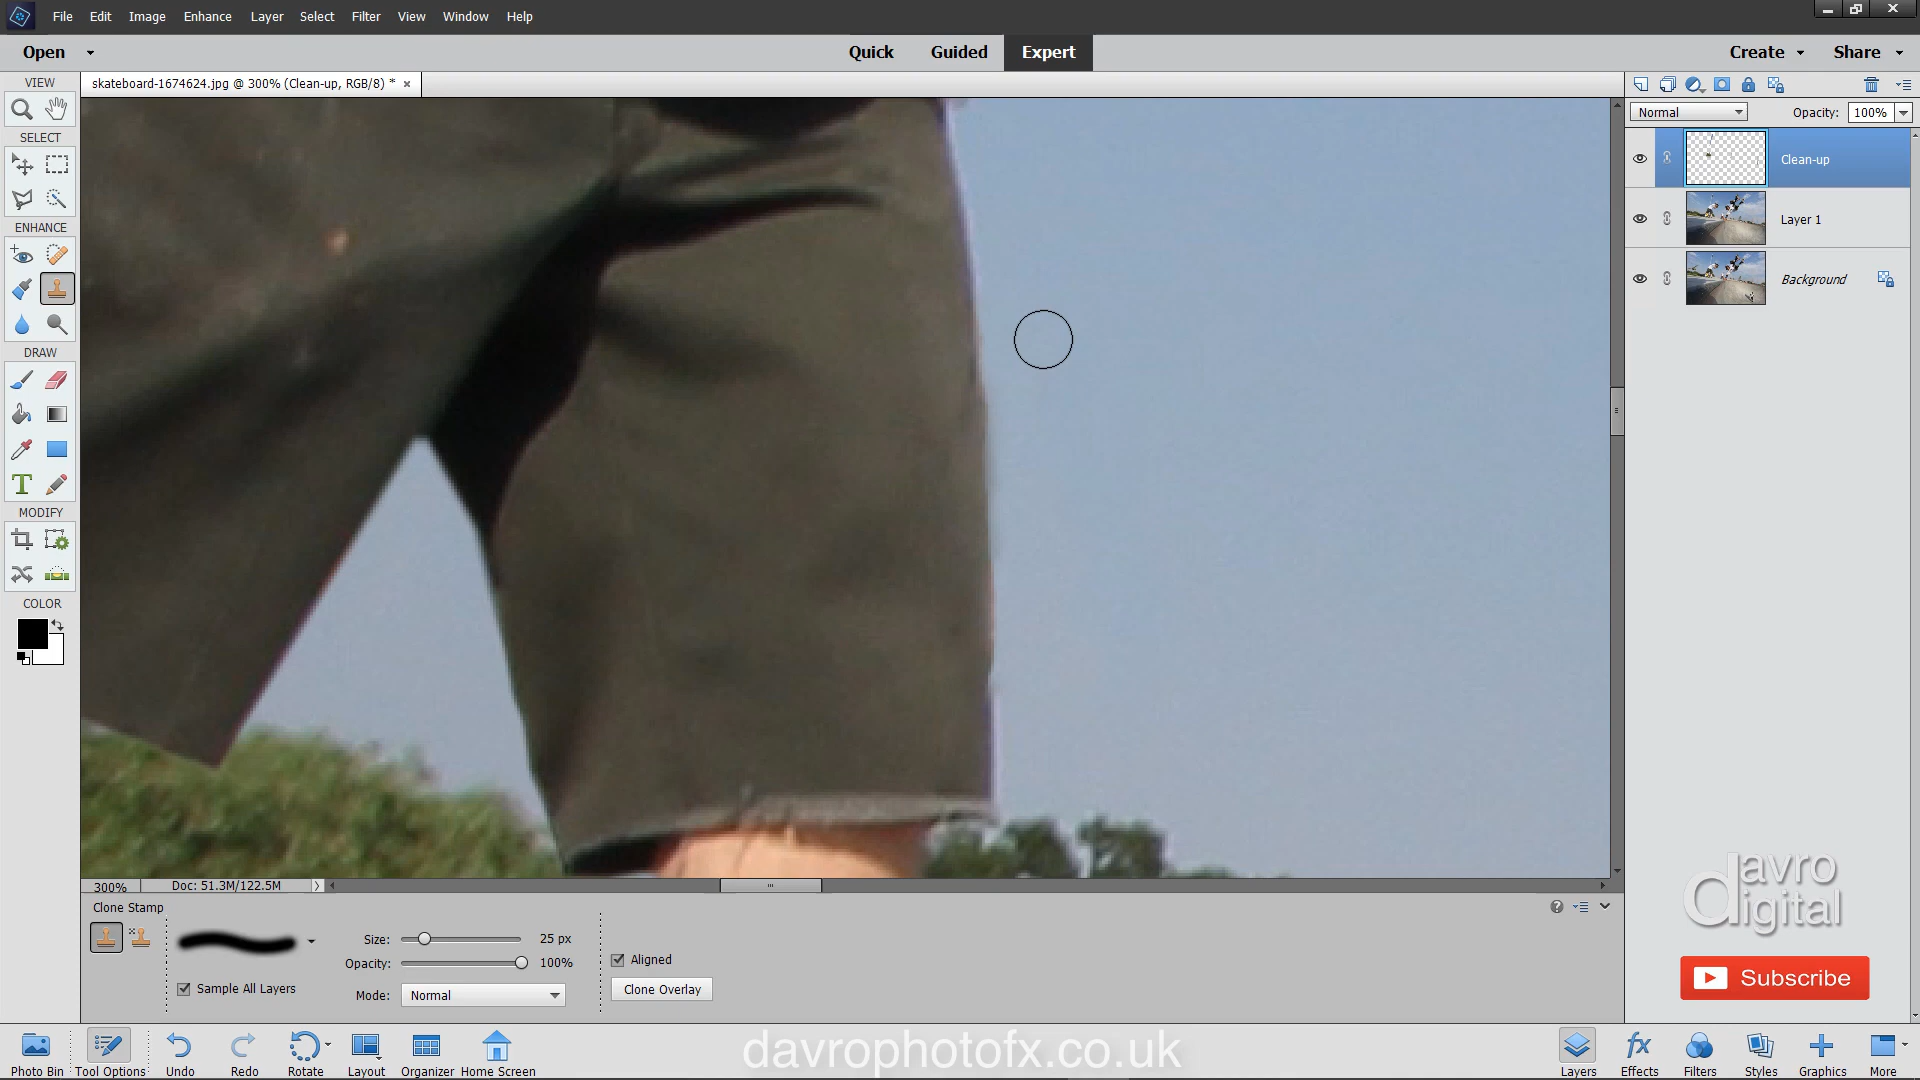 File Edit Image Enhance Layer Select Filter View Window Help
Open Quick Guided Expert Create Share
VIEW
skateboard-1674624.jpg @ 300% (Clean-up, RGB/8) *
Normal Opacity: 100%
SELECT
Clean-up
Layer 1
ENHANCE
Background
DRAW
T
MODIFY
COLOR
300% Doc: 51.3M/122.5M
Clone Stamp
Size: 25 px
Opacity: 100%
Aligned
Sample All Layers
Mode: Normal
Clone Overlay
davro
digital
Subscribe
davrophotofx.co.uk
fx
Photo Bin Tool Options Undo Redo Rotate Layout Organizer Home Screen Layers Effects Filters Styles Graphics More